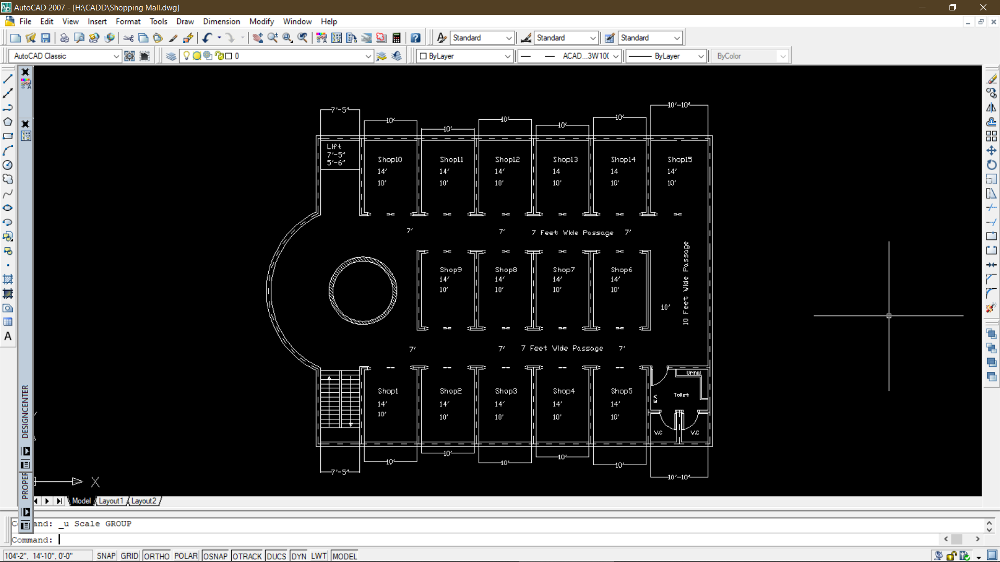 AutoCAD 2007 - [H:\CADD\Shopping Mall.dwg]
File Edit View Insert Format Tools Draw Dimension Modify Window Help
Standard Standard Standard
AutoCAD Classic 0 ByLayer ACAD...3W100 ByLayer ByColor
7'-5" 10' 10' 10' 10' 10' 10'-10"
Lift
7'-5"
5'-6"
Shop10 Shop11 Shop12 Shop13 Shop14 Shop15
14' 14' 14' 14 14 14'
10' 10' 10' 10' 10' 10'
7' 7' 7 Feet Wide Passage 7'
Shop9 Shop8 Shop7 Shop6
14' 14' 14' 14'
10' 10' 10' 10'
10'
10 Feet Wide Passage
7' 7' 7 Feet Wide Passage 7'
Urinal
Shop1 Shop2 Shop3 Shop4 Shop5 Toilet
14' 14' 14' 14' 14'
10' 10' 10' 10' 10'
V.C V.C
10' 10' 10' 10' 10'
7'-5" 10'-10"
DESIGNCENTER
PROPER
X
Model Layout1 Layout2
Command: _u Scale GROUP
Command:
104'-2", 14'-10", 0'-0" SNAP GRID ORTHO POLAR OSNAP OTRACK DUCS DYN LWT MODEL